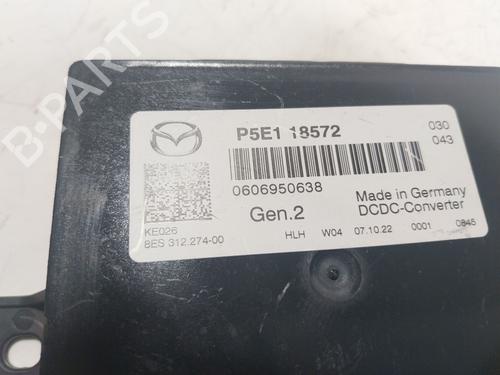 P5E1 18572
030
043
0606950638
Gen.2
Made in Germany
DCDC-Converter
KE026
8ES 312.274-00
HLH W04 07.10.22 0001 0845
B-PARTS